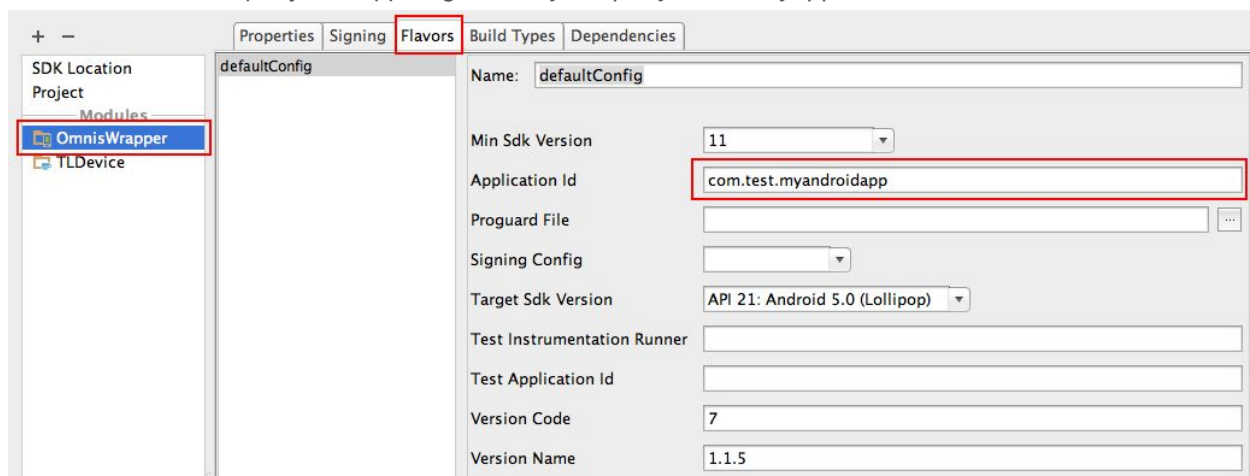 + −
Properties Signing Flavors Build Types Dependencies
SDK Location
Project
Modules
OmnisWrapper
TLDevice
defaultConfig
Name: defaultConfig
Min Sdk Version 11
Application Id com.test.myandroidapp
Proguard File ...
Signing Config
Target Sdk Version API 21: Android 5.0 (Lollipop)
Test Instrumentation Runner
Test Application Id
Version Code 7
Version Name 1.1.5